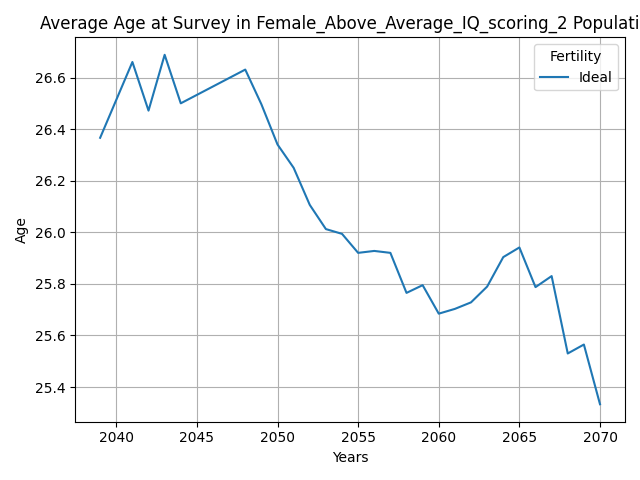 Average Age at Survey in Female_Above_Average_IQ_scoring_2 Populati
Fertility
Ideal
26.6
26.4
26.2
26.0
25.8
25.6
25.4
Age
2040 2045 2050 2055 2060 2065 2070
Years